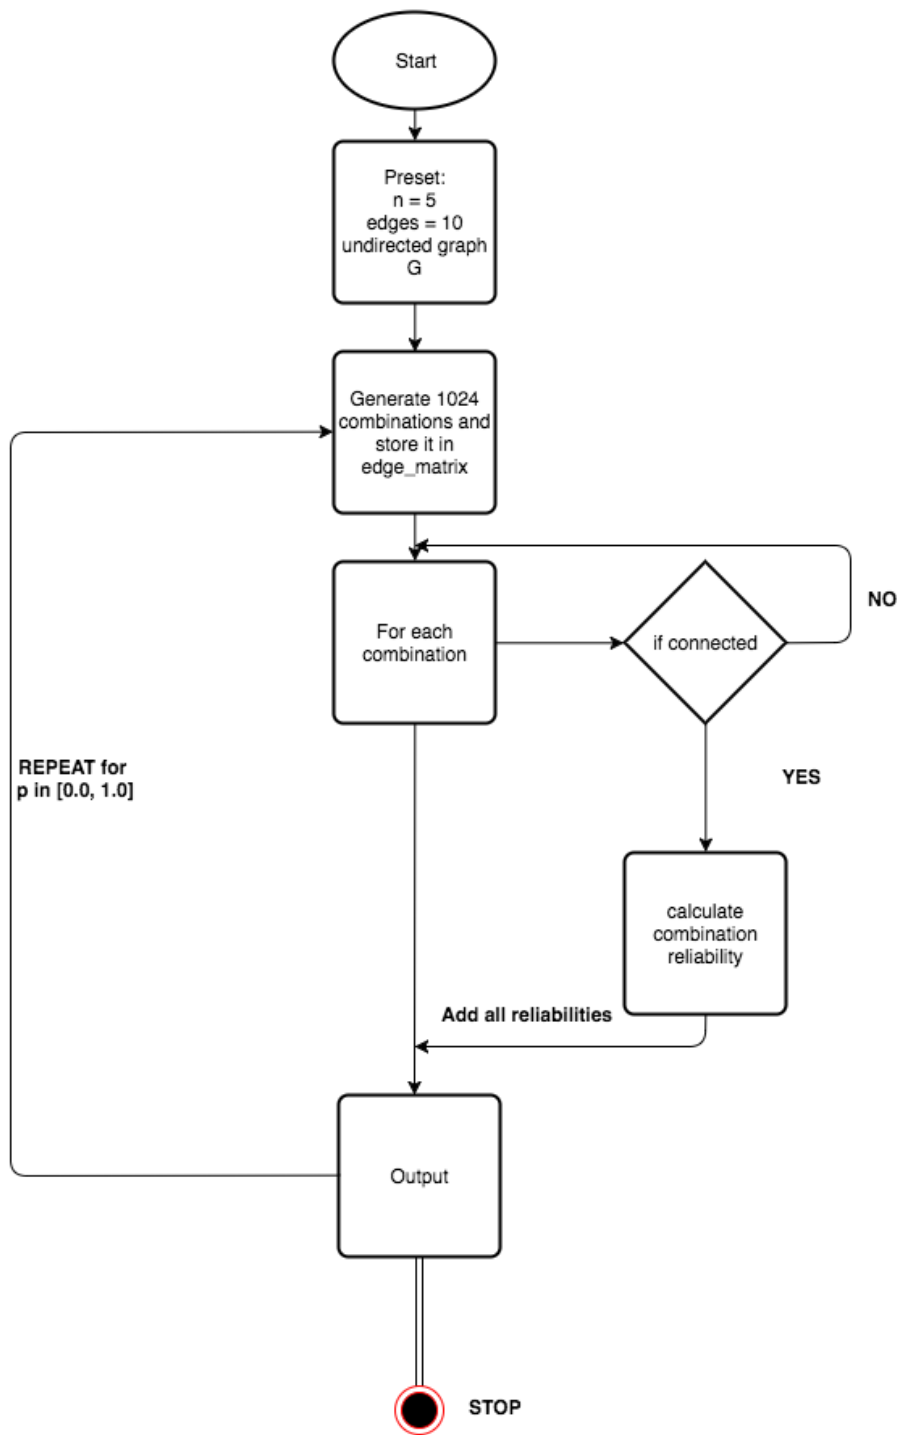 Start
Preset:
n = 5
edges = 10
undirected graph
G
Generate 1024
combinations and
store it in
edge_matrix
For each
combination
if connected
NO
REPEAT for
p in [0.0, 1.0]
YES
calculate
combination
reliability
Add all reliabilities
Output
STOP